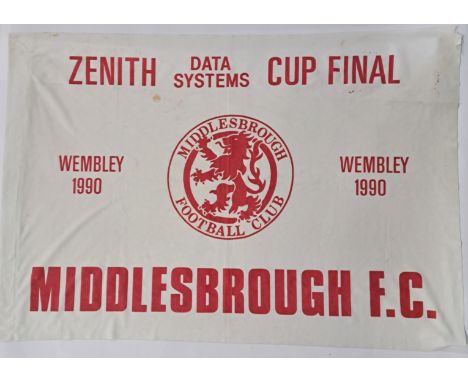 ZENITH DATA SYSTEMS CUP FINAL
WEMBLEY 1990
MIDDLESBROUGH FOOTBALL CLUB
WEMBLEY 1990
MIDDLESBROUGH F.C.